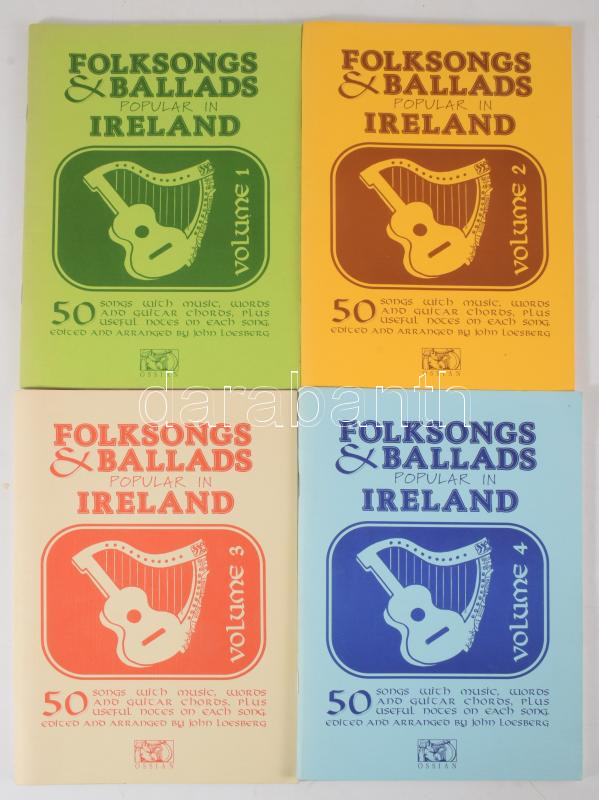 FOLKSONGS
& BALLADS
POPULAR IN
IRELAND
VOLUME 1
50 SONGS WITH MUSIC, WORDS
AND GUITAR CHORDS, PLUS
USEFUL NOTES ON EACH SONG.
EDITED AND ARRANGED BY JOHN LOESBERG
OSSIAN
FOLKSONGS
& BALLADS
POPULAR IN
IRELAND
VOLUME 2
50 SONGS WITH MUSIC, WORDS
AND GUITAR CHORDS, PLUS
USEFUL NOTES ON EACH SONG.
EDITED AND ARRANGED BY JOHN LOESBERG
OSSIAN
darabanth
FOLKSONGS
& BALLADS
POPULAR IN
IRELAND
VOLUME 3
50 SONGS WITH MUSIC, WORDS
AND GUITAR CHORDS, PLUS
USEFUL NOTES ON EACH SONG.
EDITED AND ARRANGED BY JOHN LOESBERG
OSSIAN
FOLKSONGS
& BALLADS
POPULAR IN
IRELAND
VOLUME 4
50 SONGS WITH MUSIC, WORDS
AND GUITAR CHORDS, PLUS
USEFUL NOTES ON EACH SONG.
EDITED AND ARRANGED BY JOHN LOESBERG
OSSIAN